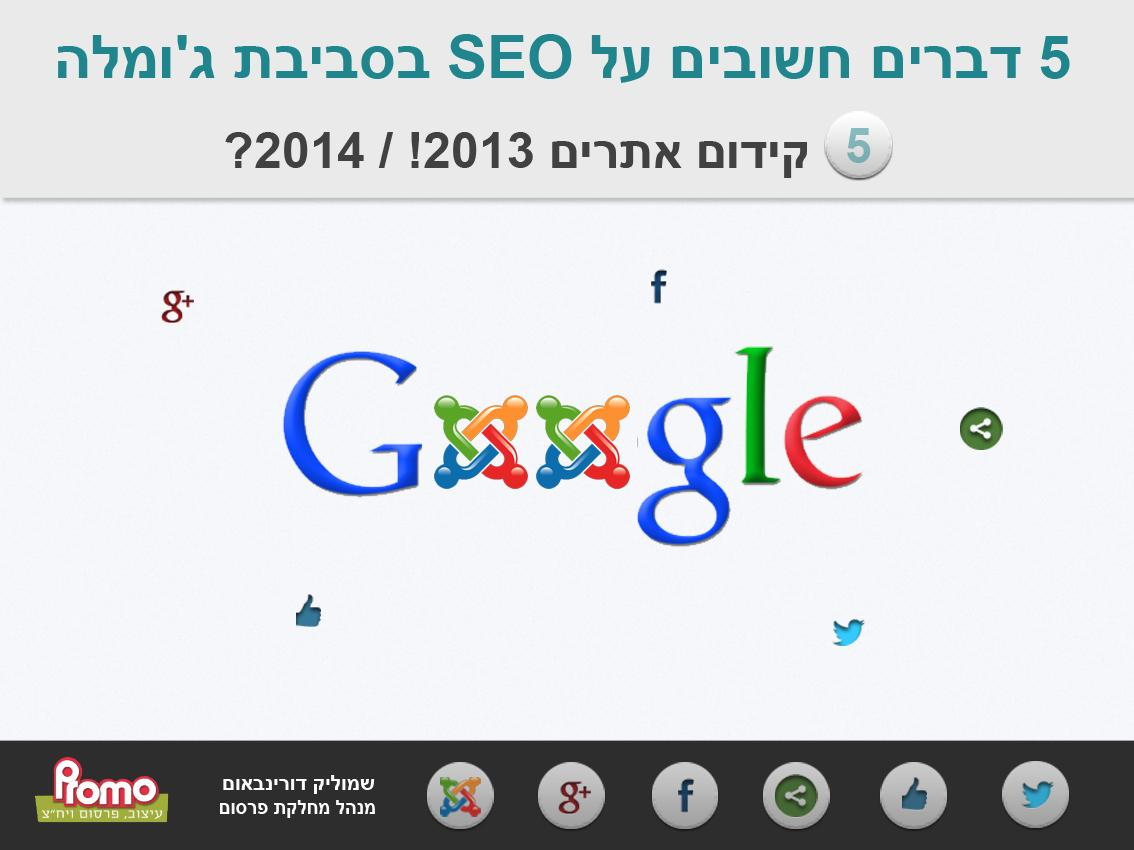 5 דברים חשובים על SEO בסביבת ג'ומלה
5 קידום אתרים 2013! / 2014?
g+
f
Google
שמוליק דורינבאום
מנהל מחלקת פרסום
g+
f
Promo
עיצוב, פרסום ויח"צ